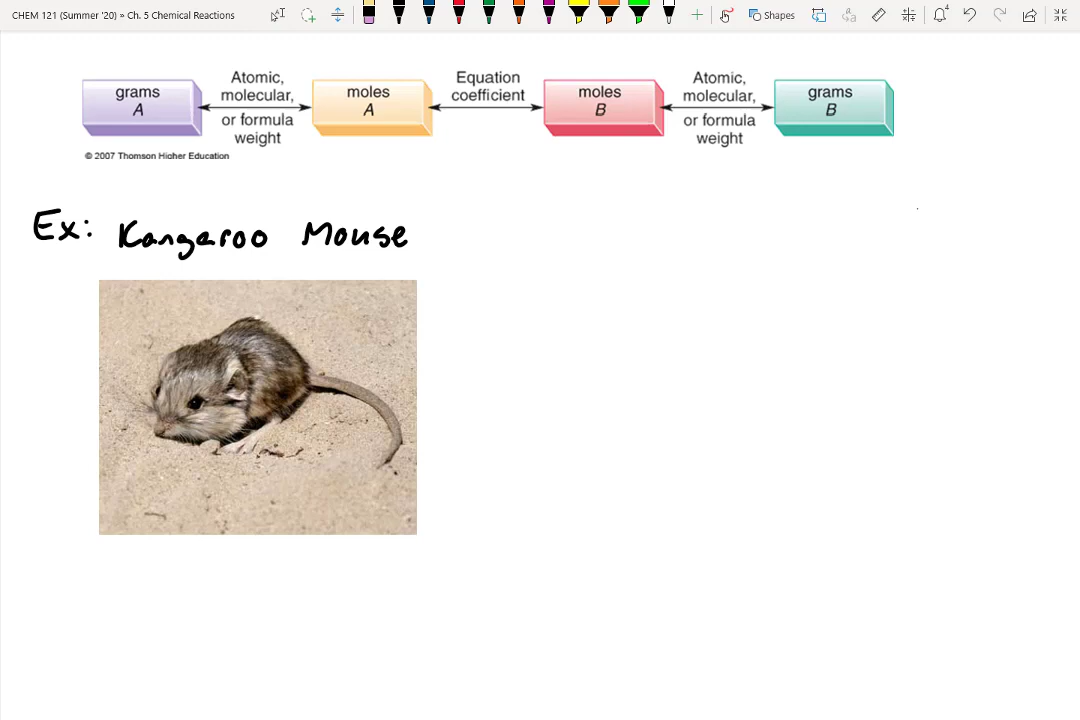 CHEM 121 (Summer '20) » Ch. 5 Chemical Reactions
Shapes
4
grams
A
Atomic,
molecular,
or formula
weight
moles
A
Equation
coefficient
moles
B
Atomic,
molecular,
or formula
weight
grams
B
© 2007 Thomson Higher Education
Ex: Kangaroo Mouse